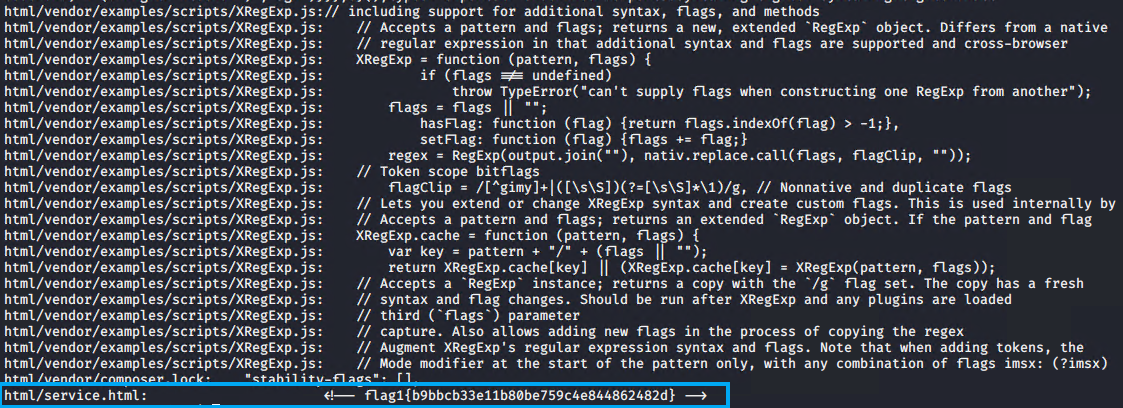 html/vendor/examples/scripts/XRegExp.js:// including support for additional syntax, flags, and methods
html/vendor/examples/scripts/XRegExp.js:    // Accepts a pattern and flags; returns a new, extended `RegExp` object. Differs from a native
html/vendor/examples/scripts/XRegExp.js:    // regular expression in that additional syntax and flags are supported and cross-browser
html/vendor/examples/scripts/XRegExp.js:    XRegExp = function (pattern, flags) {
html/vendor/examples/scripts/XRegExp.js:            if (flags !== undefined)
html/vendor/examples/scripts/XRegExp.js:                throw TypeError("can't supply flags when constructing one RegExp from another");
html/vendor/examples/scripts/XRegExp.js:        flags = flags || "";
html/vendor/examples/scripts/XRegExp.js:            hasFlag: function (flag) {return flags.indexOf(flag) > -1;},
html/vendor/examples/scripts/XRegExp.js:            setFlag: function (flag) {flags += flag;}
html/vendor/examples/scripts/XRegExp.js:        regex = RegExp(output.join(""), nativ.replace.call(flags, flagClip, ""));
html/vendor/examples/scripts/XRegExp.js:    // Token scope bitflags
html/vendor/examples/scripts/XRegExp.js:        flagClip = /[^gimy]+|([\s\S])(?=[\s\S]*\1)/g, // Nonnative and duplicate flags
html/vendor/examples/scripts/XRegExp.js:    // Lets you extend or change XRegExp syntax and create custom flags. This is used internally by
html/vendor/examples/scripts/XRegExp.js:    // Accepts a pattern and flags; returns an extended `RegExp` object. If the pattern and flag
html/vendor/examples/scripts/XRegExp.js:    XRegExp.cache = function (pattern, flags) {
html/vendor/examples/scripts/XRegExp.js:        var key = pattern + "/" + (flags || "");
html/vendor/examples/scripts/XRegExp.js:        return XRegExp.cache[key] || (XRegExp.cache[key] = XRegExp(pattern, flags));
html/vendor/examples/scripts/XRegExp.js:    // Accepts a `RegExp` instance; returns a copy with the `/g` flag set. The copy has a fresh
html/vendor/examples/scripts/XRegExp.js:    // syntax and flag changes. Should be run after XRegExp and any plugins are loaded
html/vendor/examples/scripts/XRegExp.js:    // third (`flags`) parameter
html/vendor/examples/scripts/XRegExp.js:    // capture. Also allows adding new flags in the process of copying the regex
html/vendor/examples/scripts/XRegExp.js:    // Augment XRegExp's regular expression syntax and flags. Note that when adding tokens, the
html/vendor/examples/scripts/XRegExp.js:    // Mode modifier at the start of the pattern only, with any combination of flags imsx: (?imsx)
html/vendor/composer.lock:    "stability-flags": [],
html/service.html:                      <!-- flag1{b9bbcb33e11b80be759c4e844862482d} -->